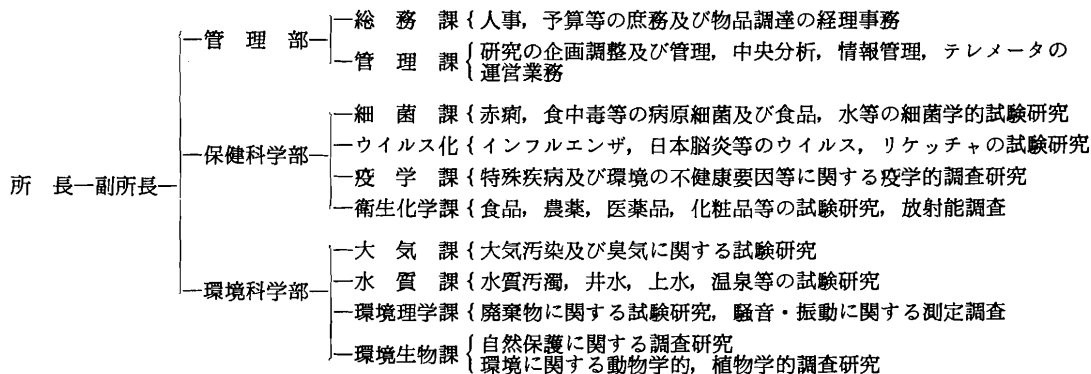 総務課 人事，予算等の庶務及び物品調達の経理事務
管理部
管理課 研究の企画調整及び管理，中央分析，情報管理，テレメータの
運営業務
細菌課 赤痢，食中毒等の病原細菌及び食品，水等の細菌学的試験研究
保健科学部 ウイルス化 インフルエンザ，日本脳炎等のウイルス，リケッチャの試験研究
所長 副所長 疫学課 特殊疾病及び環境の不健康要因等に関する疫学的調査研究
衛生化学課 食品，農薬，医薬品，化粧品等の試験研究，放射能調査
大気課 大気汚染及び臭気に関する試験研究
水質課 水質汚濁，井水，上水，温泉等の試験研究
環境科学部
環境理学課 廃棄物に関する試験研究，騒音・振動に関する測定調査
環境生物課 自然保護に関する調査研究
環境に関する動物学的，植物学的調査研究